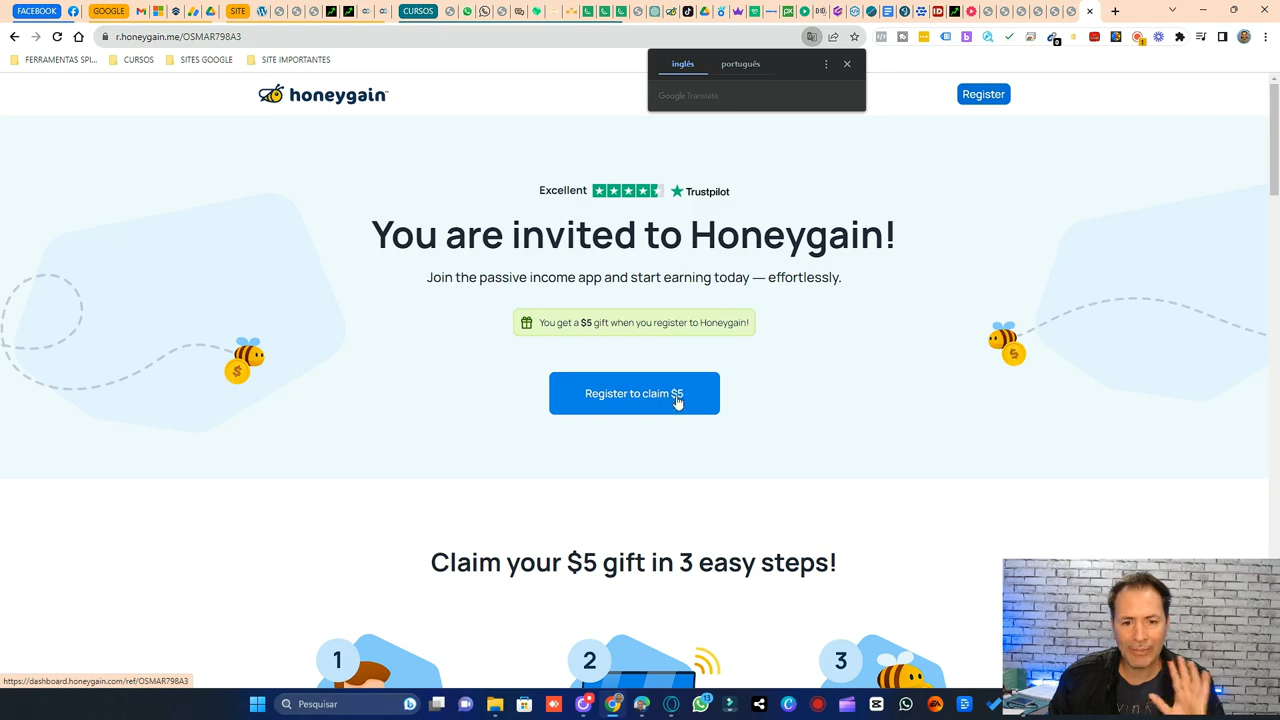 FACEBOOK
GOOGLE
SITE
CURSOS
r.honeygain.me/OSMAR798A3
FERRAMENTAS SPI...
CURSOS
SITES GOOGLE
SITE IMPORTANTES
inglês
português
Google Translate
honeygain
Register
Excellent
Trustpilot
You are invited to Honeygain!
Join the passive income app and start earning today — effortlessly.
You get a $5 gift when you register to Honeygain!
Register to claim $5
Claim your $5 gift in 3 easy steps!
1
2
3
https://dashboard.honeygain.com/ref/OSMAR798A3
Pesquisar
13